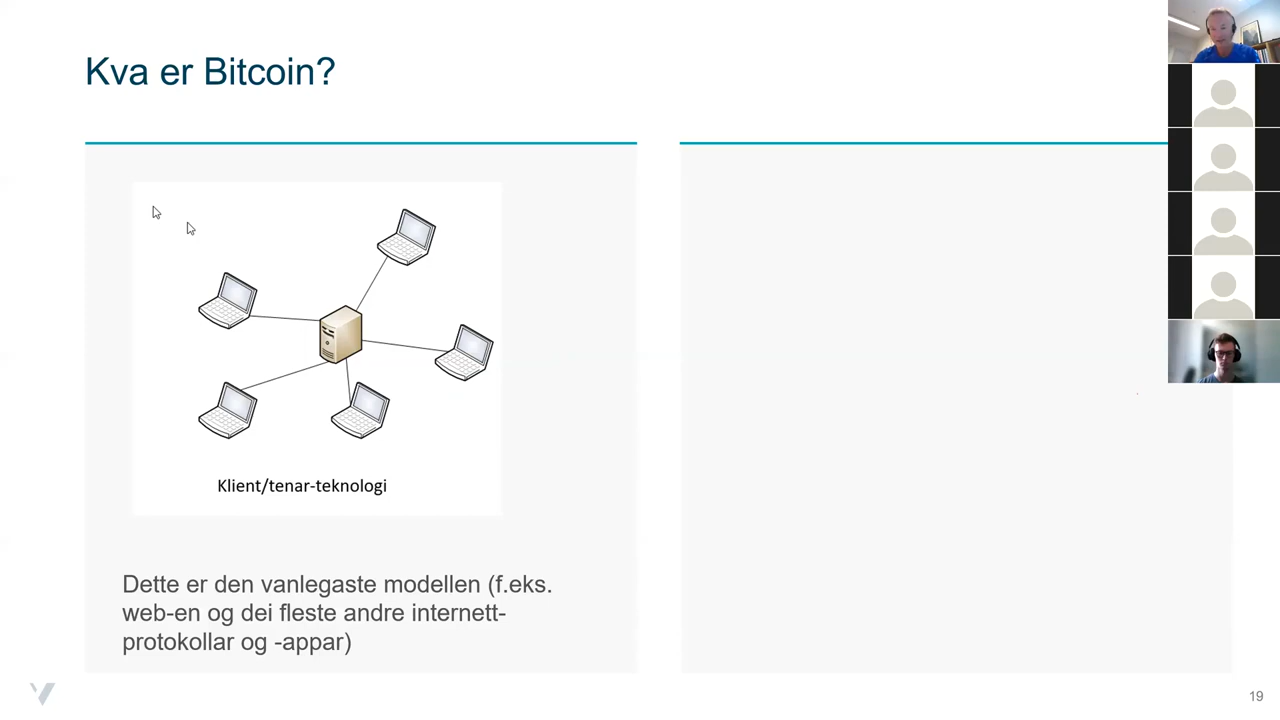 Kva er Bitcoin?
Klient/tenar-teknologi
Dette er den vanlegaste modellen (f.eks.
web-en og dei fleste andre internett-
protokollar og -appar)
19